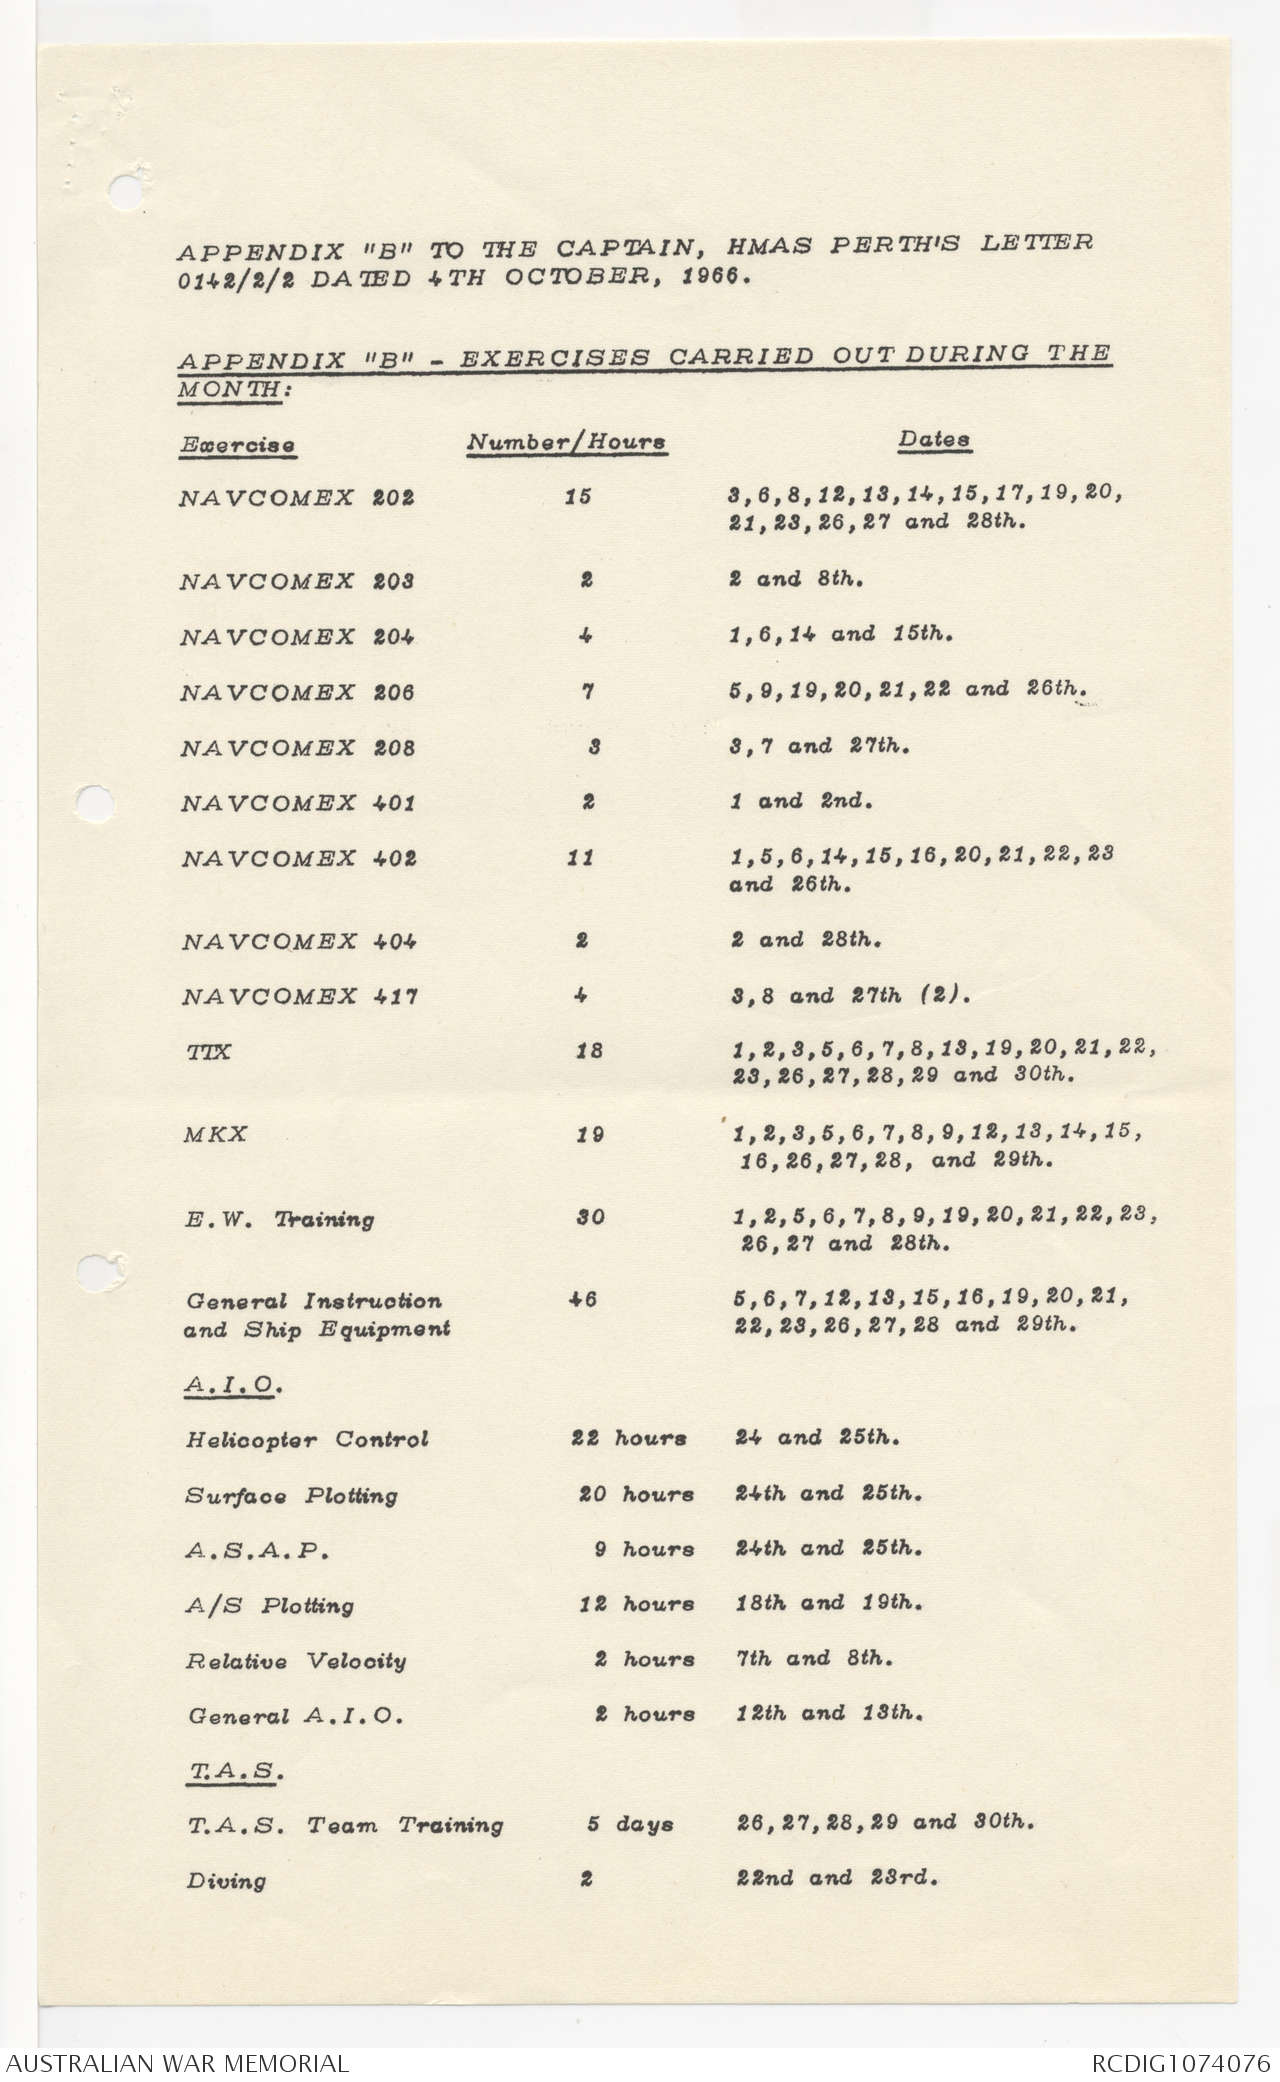 APPENDIX "B" TO THE CAPTAIN, HMAS PERTH'S LETTER
0142/2/2 DATED 4TH OCTOBER, 1966.
APPENDIX "B" - EXERCISES CARRIED OUT DURING THE
MONTH:
Exercise Number/Hours Dates
NAVCOMEX 202 15 3,6,8,12,13,14,15,17,19,20,
21,23,26,27 and 28th.
NAVCOMEX 203 2 2 and 8th.
NAVCOMEX 204 4 1,6,14 and 15th.
NAVCOMEX 206 7 5,9,19,20,21,22 and 26th.
NAVCOMEX 208 3 3,7 and 27th.
NAVCOMEX 401 2 1 and 2nd.
NAVCOMEX 402 11 1,5,6,14,15,16,20,21,22,23
and 26th.
NAVCOMEX 404 2 2 and 28th.
NAVCOMEX 417 4 3,8 and 27th (2).
TTX 18 1,2,3,5,6,7,8,13,19,20,21,22,
23,26,27,28,29 and 30th.
MKX 19 1,2,3,5,6,7,8,9,12,13,14,15,
16,26,27,28, and 29th.
E.W. Training 30 1,2,5,6,7,8,9,19,20,21,22,23,
26,27 and 28th.
General Instruction 46 5,6,7,12,13,15,16,19,20,21,
and Ship Equipment 22,23,26,27,28 and 29th.
A.I.O.
Helicopter Control 22 hours 24 and 25th.
Surface Plotting 20 hours 24th and 25th.
A.S.A.P. 9 hours 24th and 25th.
A/S Plotting 12 hours 18th and 19th.
Relative Velocity 2 hours 7th and 8th.
General A.I.O. 2 hours 12th and 13th.
T.A.S.
T.A.S. Team Training 5 days 26,27,28,29 and 30th.
Diving 2 22nd and 23rd.
AUSTRALIAN WAR MEMORIAL RCDIG1074076